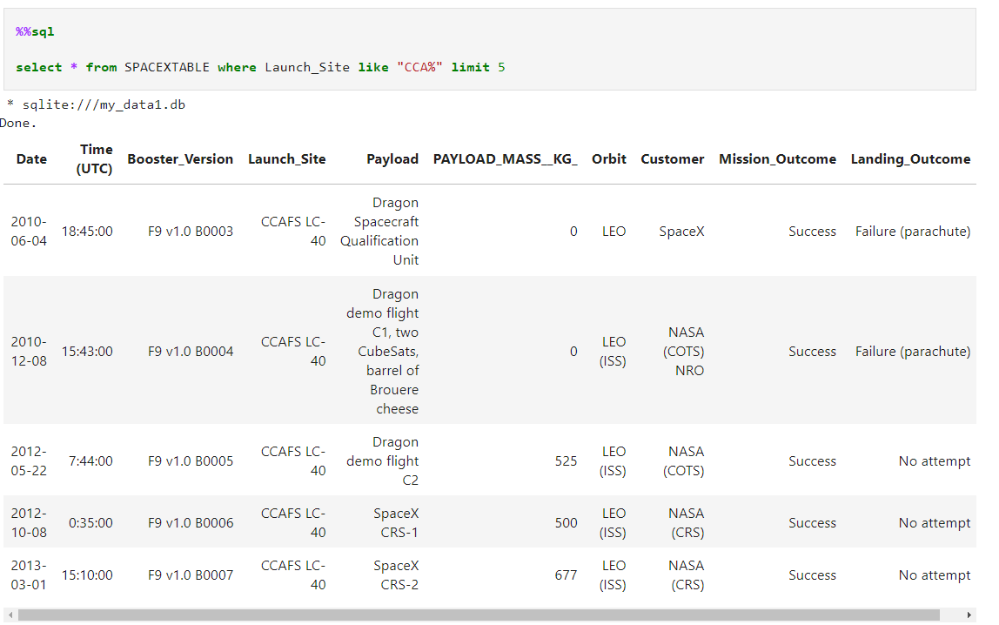 %%sql
select * from SPACEXTABLE where Launch_Site like "CCA%" limit 5
* sqlite:///my_data1.db
Done.
Date Time (UTC) Booster_Version Launch_Site Payload PAYLOAD_MASS__KG_ Orbit Customer Mission_Outcome Landing_Outcome
2010-06-04 18:45:00 F9 v1.0 B0003 CCAFS LC-40 Dragon Spacecraft Qualification Unit 0 LEO SpaceX Success Failure (parachute)
2010-12-08 15:43:00 F9 v1.0 B0004 CCAFS LC-40 Dragon demo flight C1, two CubeSats, barrel of Brouere cheese 0 LEO (ISS) NASA (COTS) NRO Success Failure (parachute)
2012-05-22 7:44:00 F9 v1.0 B0005 CCAFS LC-40 Dragon demo flight C2 525 LEO (ISS) NASA (COTS) Success No attempt
2012-10-08 0:35:00 F9 v1.0 B0006 CCAFS LC-40 SpaceX CRS-1 500 LEO (ISS) NASA (CRS) Success No attempt
2013-03-01 15:10:00 F9 v1.0 B0007 CCAFS LC-40 SpaceX CRS-2 677 LEO (ISS) NASA (CRS) Success No attempt